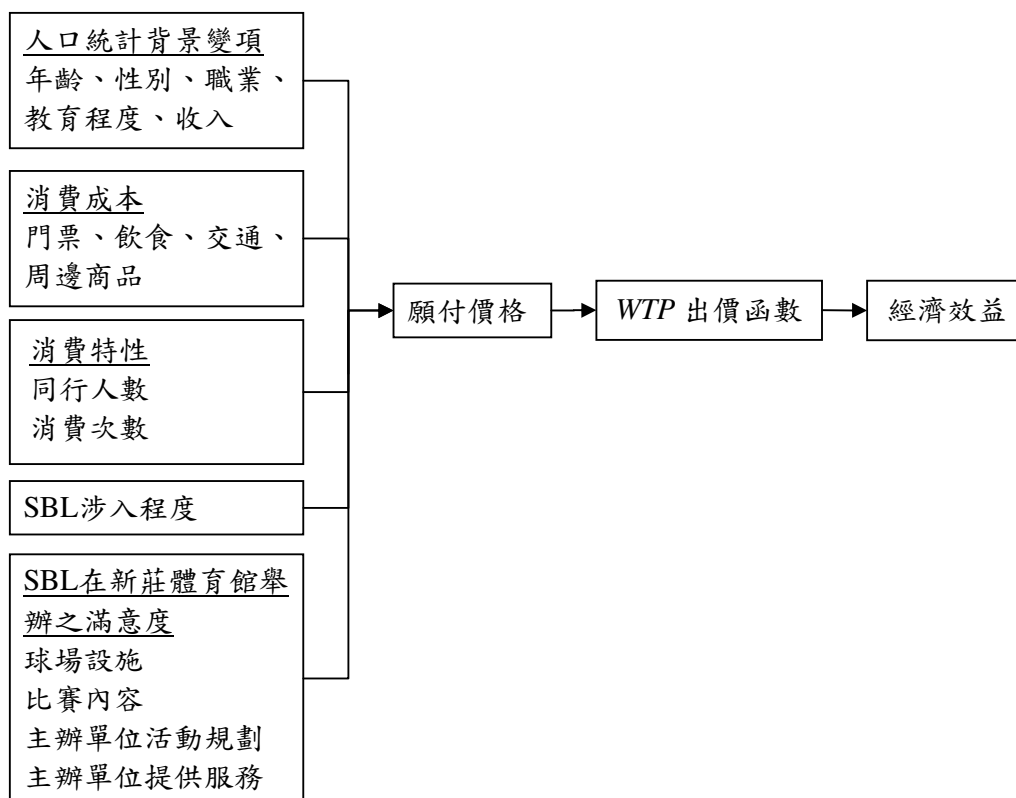 人口統計背景變項
年齡、性別、職業、
教育程度、收入
消費成本
門票、飲食、交通、
周邊商品
消費特性
同行人數
消費次數
SBL涉入程度
SBL在新莊體育館舉
辦之滿意度
球場設施
比賽內容
主辦單位活動規劃
主辦單位提供服務
願付價格
WTP 出價函數
經濟效益